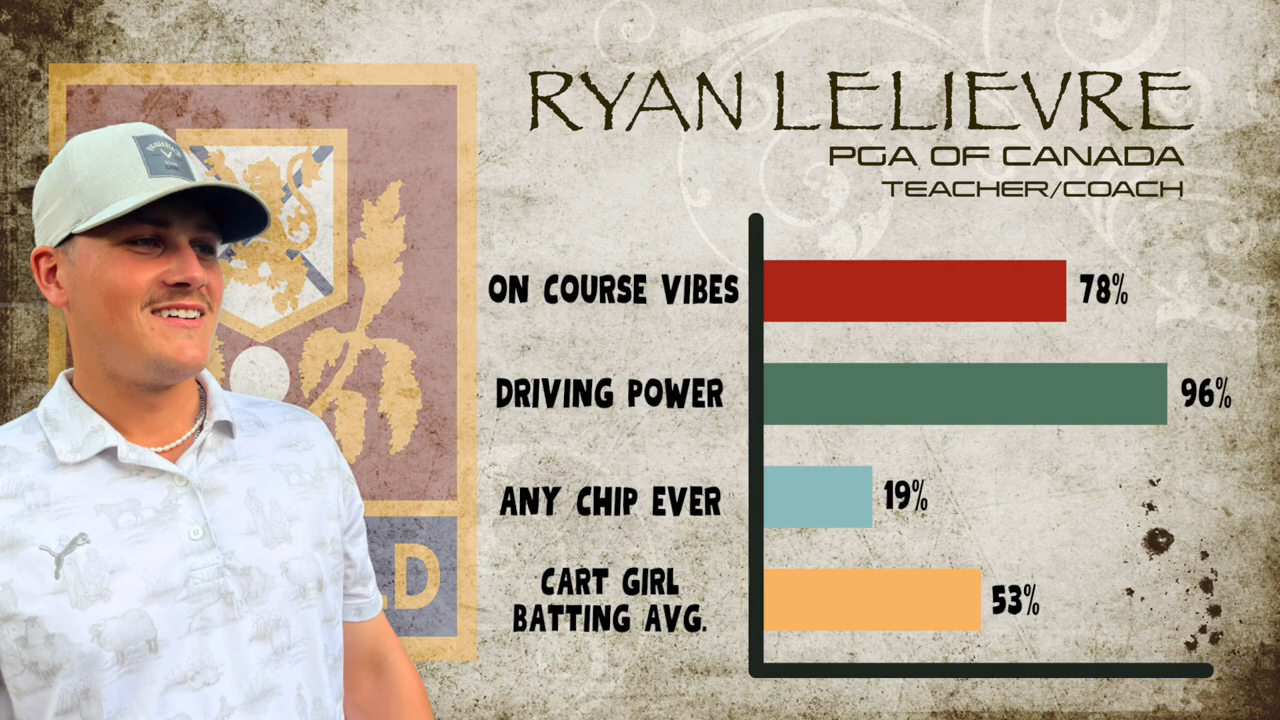 RYAN LELIEVRE
PGA OF CANADA
TEACHER/COACH
ON COURSE VIBES 78%
DRIVING POWER 96%
ANY CHIP EVER 19%
CART GIRL
BATTING AVG. 53%